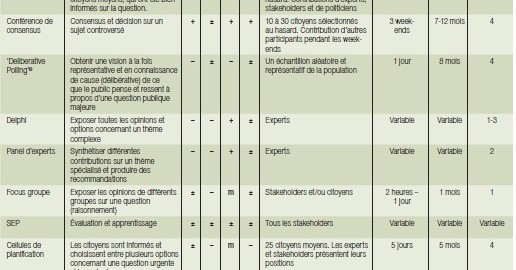 citoyens moyens, qui ont été bien
informés sur la question.
hasard. Contribution d'experts,
stakeholders et de politiciens
Conférence de
consensus
Consensus et décision sur un
sujet controversé
+ ± + +
10 à 30 citoyens sélectionnés
au hasard. Contribution d'autres
participants pendant les week-
ends
3 week-
ends
7-12 mois
4
'Deliberative
Polling'®
Obtenir une vision à la fois
représentative et en connaissance
de cause (délibérative) de ce
que le public pense et ressent à
propos d'une question publique
majeure
– ± – ±
Un échantillon aléatoire et
représentatif de la population
1 jour
8 mois
4
Delphi
Exposer toutes les opinions et
options concernant un thème
complexe
– – + ±
Experts
Variable
Variable
1-3
Panel d'experts
Synthétiser différentes
contributions sur un thème
spécialisé et produire des
recommandations
– – + ±
Experts
Variable
Variable
2
Focus groupe
Exposer les opinions de différents
groupes sur une question
(raisonnement)
± – m ±
Stakeholders et/ou citoyens
2 heures –
1 jour
1 mois
1
SEP
Évaluation et apprentissage
± ± ± ±
Tous les stakeholders
Variable
Variable
Variable
Cellules de
planification
Les citoyens sont informés et
choisissent entre plusieurs options
concernant une question urgente
± – m –
25 citoyens moyens. Les experts
et stakeholders présentent leurs
positions
5 jours
5 mois
4